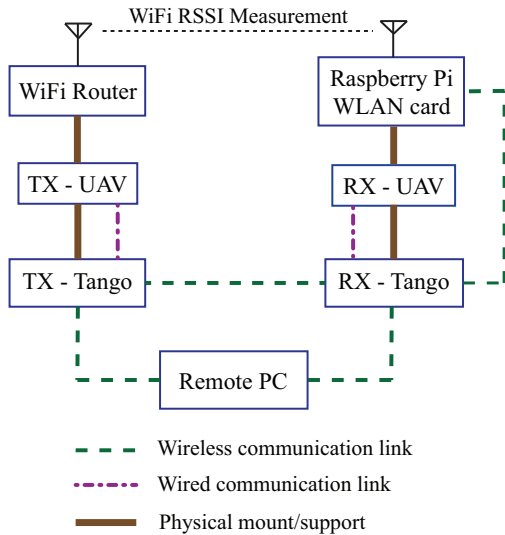 WiFi RSSI Measurement
WiFi Router
Raspberry Pi
WLAN card
TX - UAV
RX - UAV
TX - Tango
RX - Tango
Remote PC
Wireless communication link
Wired communication link
Physical mount/support